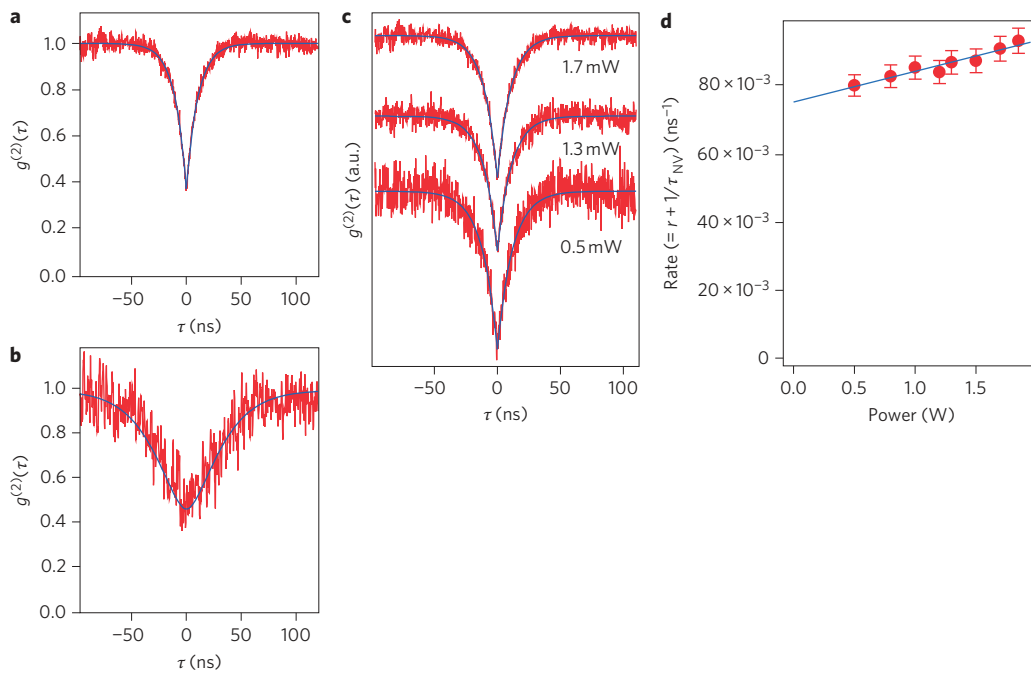 a
1.0
0.8
0.6
0.4
0.2
0.0
g(2)(τ)
−50 0 50 100
τ (ns)
b
1.0
0.8
0.6
0.4
0.2
0.0
g(2)(τ)
−50 0 50 100
τ (ns)
c
g(2)(τ) (a.u.)
1.7 mW
1.3 mW
0.5 mW
−50 0 50 100
τ (ns)
d
Rate (= r + 1/τNV) (ns−1)
80 × 10−3
60 × 10−3
40 × 10−3
20 × 10−3
0
0.0 0.5 1.0 1.5
Power (W)